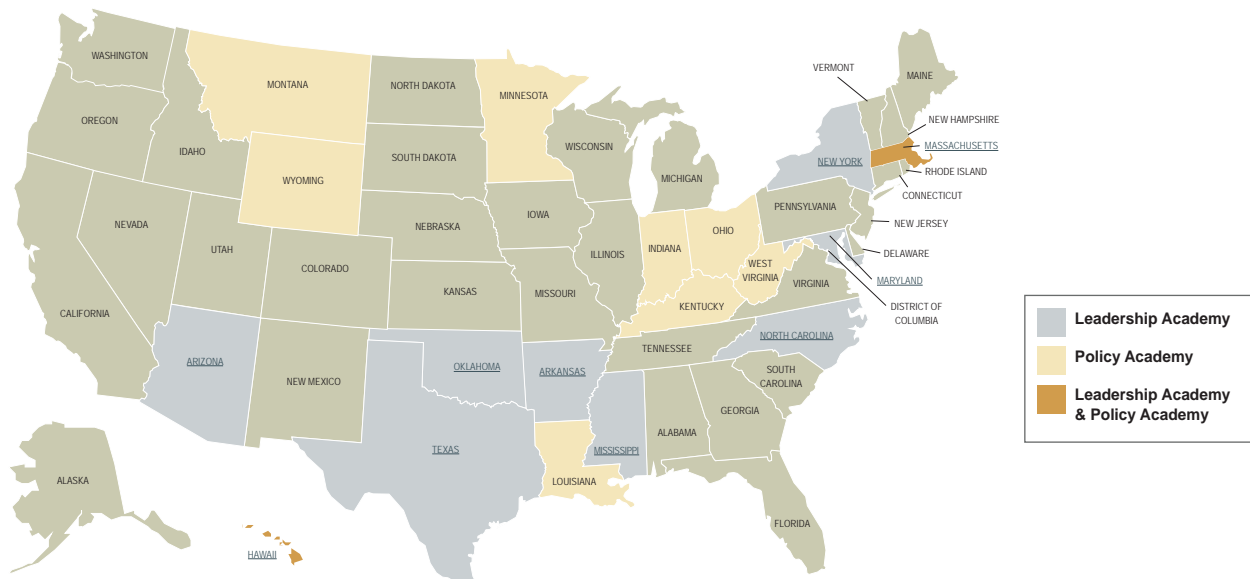 WASHINGTON
MONTANA
NORTH DAKOTA
MINNESOTA
VERMONT
MAINE
OREGON
IDAHO
SOUTH DAKOTA
WISCONSIN
NEW HAMPSHIRE
MASSACHUSETTS
NEW YORK
RHODE ISLAND
WYOMING
MICHIGAN
CONNECTICUT
PENNSYLVANIA
NEVADA
NEBRASKA
IOWA
NEW JERSEY
UTAH
COLORADO
ILLINOIS
INDIANA
OHIO
DELAWARE
WEST
VIRGINIA
MARYLAND
VIRGINIA
CALIFORNIA
KANSAS
MISSOURI
KENTUCKY
DISTRICT OF
COLUMBIA
NORTH CAROLINA
TENNESSEE
ARIZONA
OKLAHOMA
ARKANSAS
SOUTH
CAROLINA
NEW MEXICO
GEORGIA
TEXAS
MISSISSIPPI
ALABAMA
LOUISIANA
ALASKA
FLORIDA
HAWAII
Leadership Academy
Policy Academy
Leadership Academy
& Policy Academy